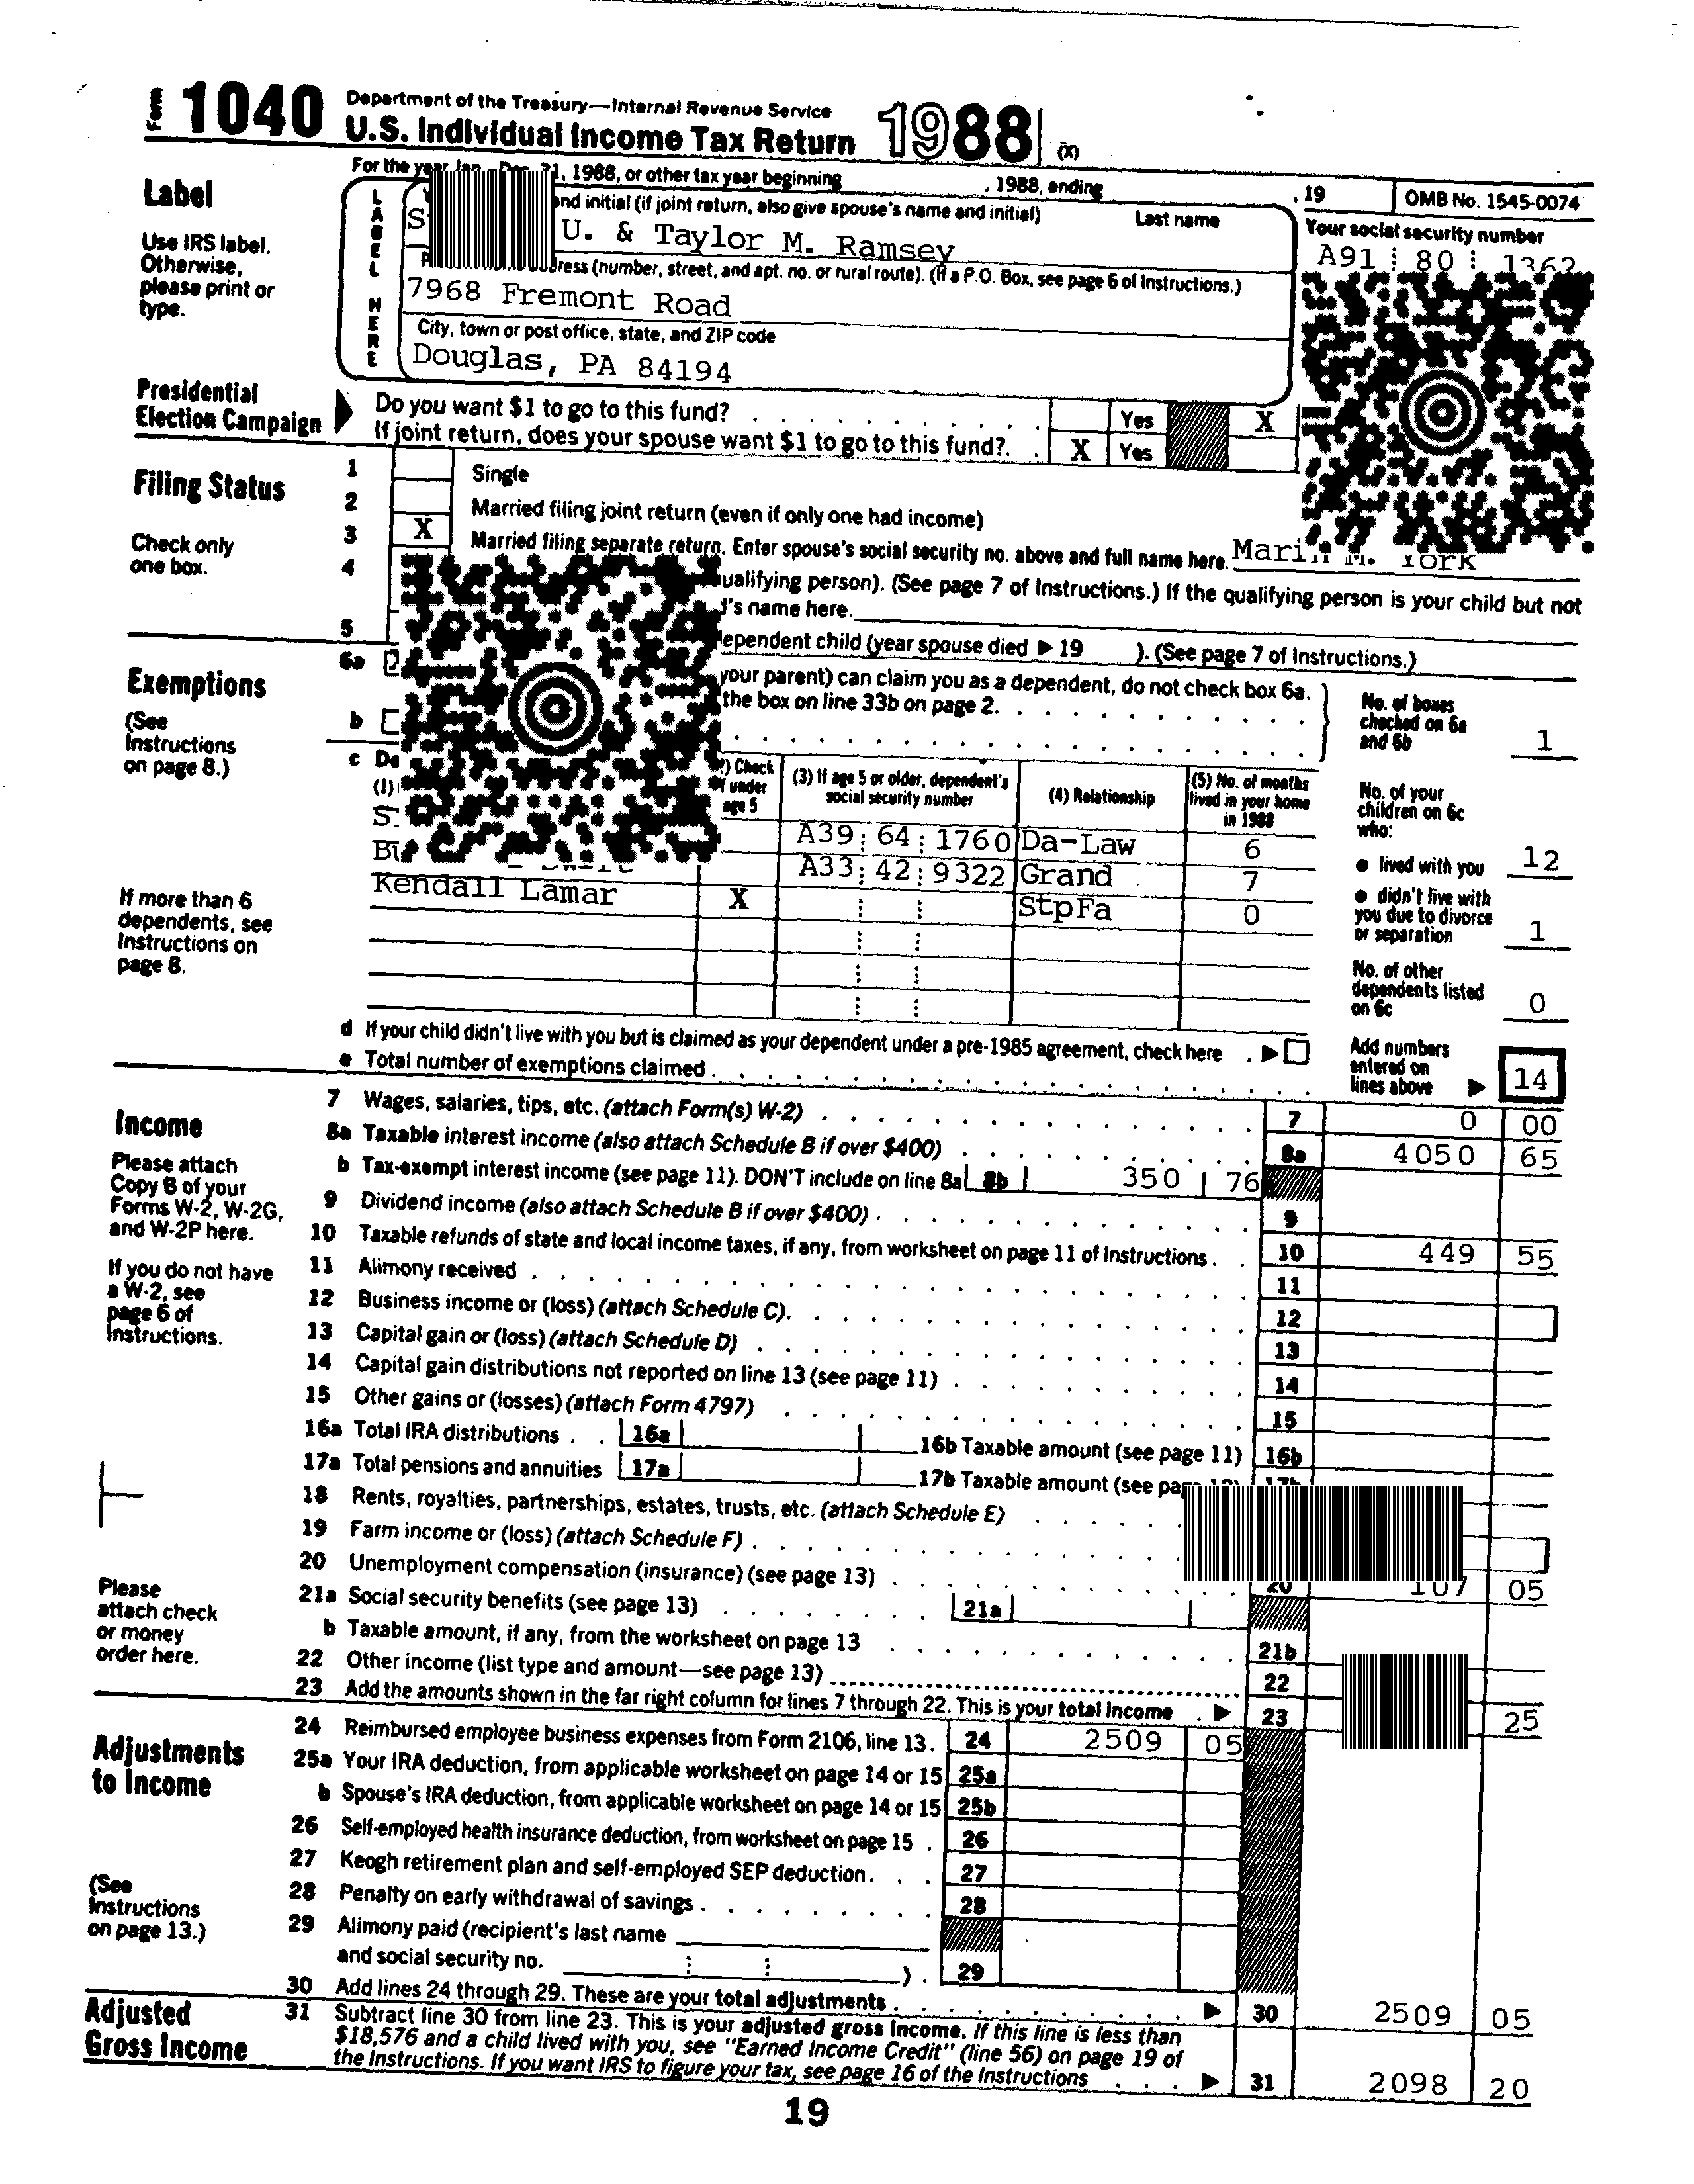 Form 1040 Department of the Treasury—Internal Revenue Service
U.S. Individual Income Tax Return 1988 (X)
For the year Jan.–Dec. 31, 1988, or other tax year beginning , 1988, ending , 19 OMB No. 1545-0074
Label
Use IRS label.
Otherwise,
please print or
type.
LABEL HERE
and initial (if joint return, also give spouse's name and initial) Last name
U. & Taylor M. Ramsey
Your social security number
A91 80 1362
address (number, street, and apt. no. or rural route). (If a P.O. Box, see page 6 of Instructions.)
7968 Fremont Road
City, town or post office, state, and ZIP code
Douglas, PA 84194
Presidential
Election Campaign
Do you want $1 to go to this fund? Yes X
If joint return, does your spouse want $1 to go to this fund? X Yes
Filing Status
Check only
one box.
1 Single
2 Married filing joint return (even if only one had income)
3 X Married filing separate return. Enter spouse's social security no. above and full name here. York
4 qualifying person). (See page 7 of Instructions.) If the qualifying person is your child but not
name here.
5 dependent child (year spouse died ▶ 19 ). (See page 7 of Instructions.)
Exemptions
(See
Instructions
on page 8.)
6a your parent) can claim you as a dependent, do not check box 6a.
the box on line 33b on page 2.
b
No. of boxes
checked on 6a
and 6b 1
c
(1) Check
under
age 5
(3) If age 5 or older, dependent's
social security number
(4) Relationship
(5) No. of months
lived in your home
in 1988
A39 64 1760 Da-Law 6
A33 42 9322 Grand 7
Kendall Lamar X StpFa 0
If more than 6
dependents, see
Instructions on
page 8.
No. of your
children on 6c
who:
● lived with you 12
● didn't live with
you due to divorce
or separation 1
No. of other
dependents listed
on 6c 0
d If your child didn't live with you but is claimed as your dependent under a pre-1985 agreement, check here ▶
e Total number of exemptions claimed
Add numbers
entered on
lines above ▶ 14
Income
Please attach
Copy B of your
Forms W-2, W-2G,
and W-2P here.
If you do not have
a W-2, see
page 6 of
Instructions.
7 Wages, salaries, tips, etc. (attach Form(s) W-2) 7 0 00
8a Taxable interest income (also attach Schedule B if over $400) 8a 4050 65
b Tax-exempt interest income (see page 11). DON'T include on line 8a 8b 350 76
9 Dividend income (also attach Schedule B if over $400) 9
10 Taxable refunds of state and local income taxes, if any, from worksheet on page 11 of Instructions 10 449 55
11 Alimony received 11
12 Business income or (loss) (attach Schedule C) 12
13 Capital gain or (loss) (attach Schedule D) 13
14 Capital gain distributions not reported on line 13 (see page 11) 14
15 Other gains or (losses) (attach Form 4797) 15
16a Total IRA distributions 16a 16b Taxable amount (see page 11) 16b
17a Total pensions and annuities 17a 17b Taxable amount (see page 17b
18 Rents, royalties, partnerships, estates, trusts, etc. (attach Schedule E)
19 Farm income or (loss) (attach Schedule F)
20 Unemployment compensation (insurance) (see page 13) 20 107 05
Please
attach check
or money
order here.
21a Social security benefits (see page 13) 21a
b Taxable amount, if any, from the worksheet on page 13 21b
22 Other income (list type and amount—see page 13) 22
23 Add the amounts shown in the far right column for lines 7 through 22. This is your total income ▶ 23 25
Adjustments
to Income
(See
Instructions
on page 13.)
24 Reimbursed employee business expenses from Form 2106, line 13. 24 2509 05
25a Your IRA deduction, from applicable worksheet on page 14 or 15 25a
b Spouse's IRA deduction, from applicable worksheet on page 14 or 15 25b
26 Self-employed health insurance deduction, from worksheet on page 15 26
27 Keogh retirement plan and self-employed SEP deduction 27
28 Penalty on early withdrawal of savings 28
29 Alimony paid (recipient's last name
and social security no. ) 29
30 Add lines 24 through 29. These are your total adjustments ▶ 30 2509 05
Adjusted
Gross Income
31 Subtract line 30 from line 23. This is your adjusted gross income. If this line is less than
$18,576 and a child lived with you, see "Earned Income Credit" (line 56) on page 19 of
the Instructions. If you want IRS to figure your tax, see page 16 of the Instructions ▶ 31 2098 20
19